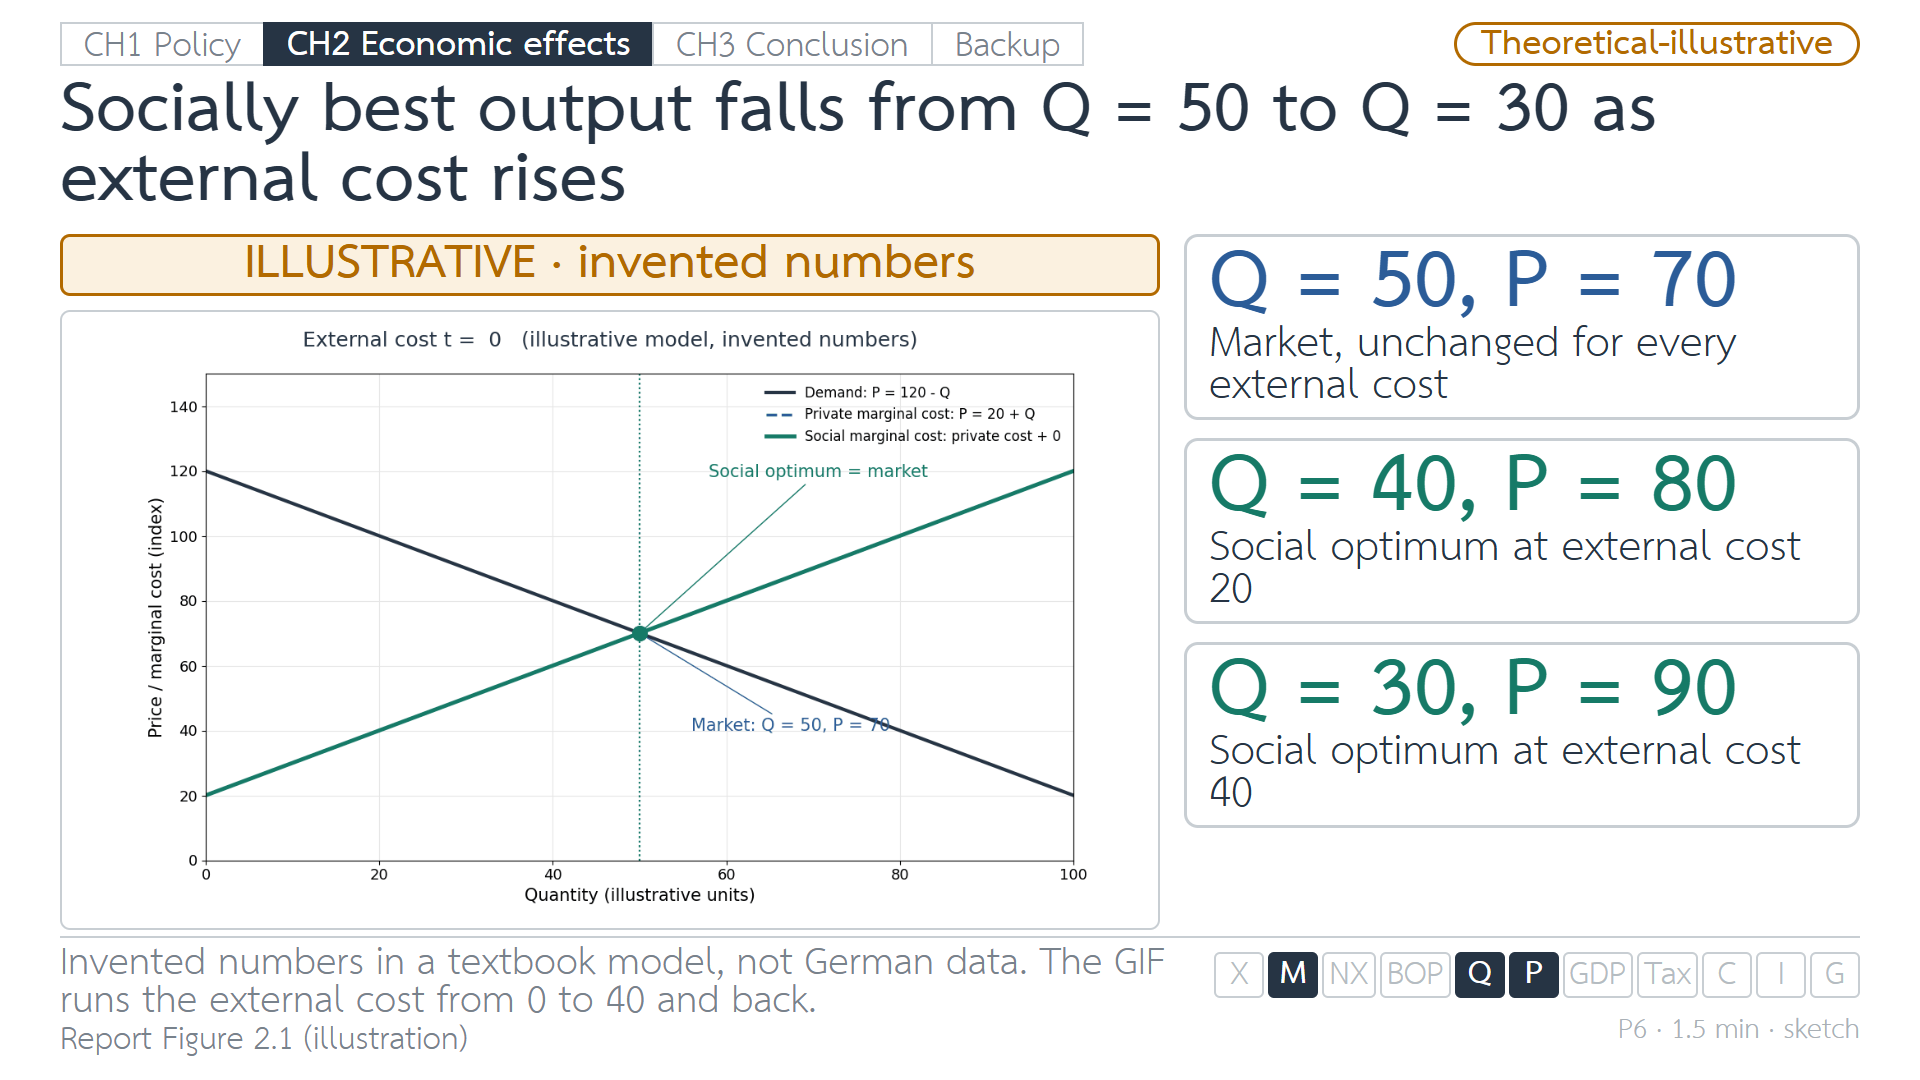 CH1 Policy
CH2 Economic effects
CH3 Conclusion
Backup
Theoretical-illustrative
Socially best output falls from Q = 50 to Q = 30 as
external cost rises
ILLUSTRATIVE · invented numbers
External cost t = 0 (illustrative model, invented numbers)
Demand: P = 120 - Q
Private marginal cost: P = 20 + Q
Social marginal cost: private cost + 0
Social optimum = market
Market: Q = 50, P = 70
Price / marginal cost (index)
140
120
100
80
60
40
20
0
0 20 40 60 80 100
Quantity (illustrative units)
Q = 50, P = 70
Market, unchanged for every
external cost
Q = 40, P = 80
Social optimum at external cost
20
Q = 30, P = 90
Social optimum at external cost
40
Invented numbers in a textbook model, not German data. The GIF
runs the external cost from 0 to 40 and back.
Report Figure 2.1 (illustration)
X M NX BOP Q P GDP Tax C I G
P6 · 1.5 min · sketch